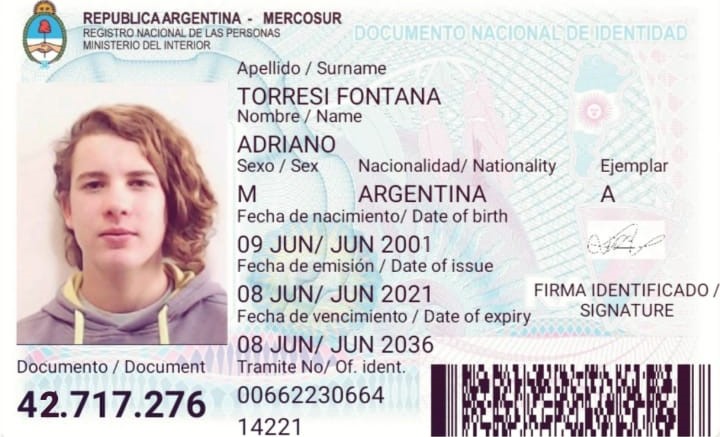 REPUBLICA ARGENTINA - MERCOSUR
REGISTRO NACIONAL DE LAS PERSONAS
MINISTERIO DEL INTERIOR
DOCUMENTO NACIONAL DE IDENTIDAD
Apellido / Surname
TORRESI FONTANA
Nombre / Name
ADRIANO
Sexo / Sex Nacionalidad/ Nationality Ejemplar
M ARGENTINA A
Fecha de nacimiento/ Date of birth
09 JUN/ JUN 2001
Fecha de emisión / Date of issue
08 JUN/ JUN 2021
FIRMA IDENTIFICADO /
SIGNATURE
Fecha de vencimiento / Date of expiry
08 JUN/ JUN 2036
Documento / Document
42.717.276
Tramite No/ Of. ident.
00662230664
14221